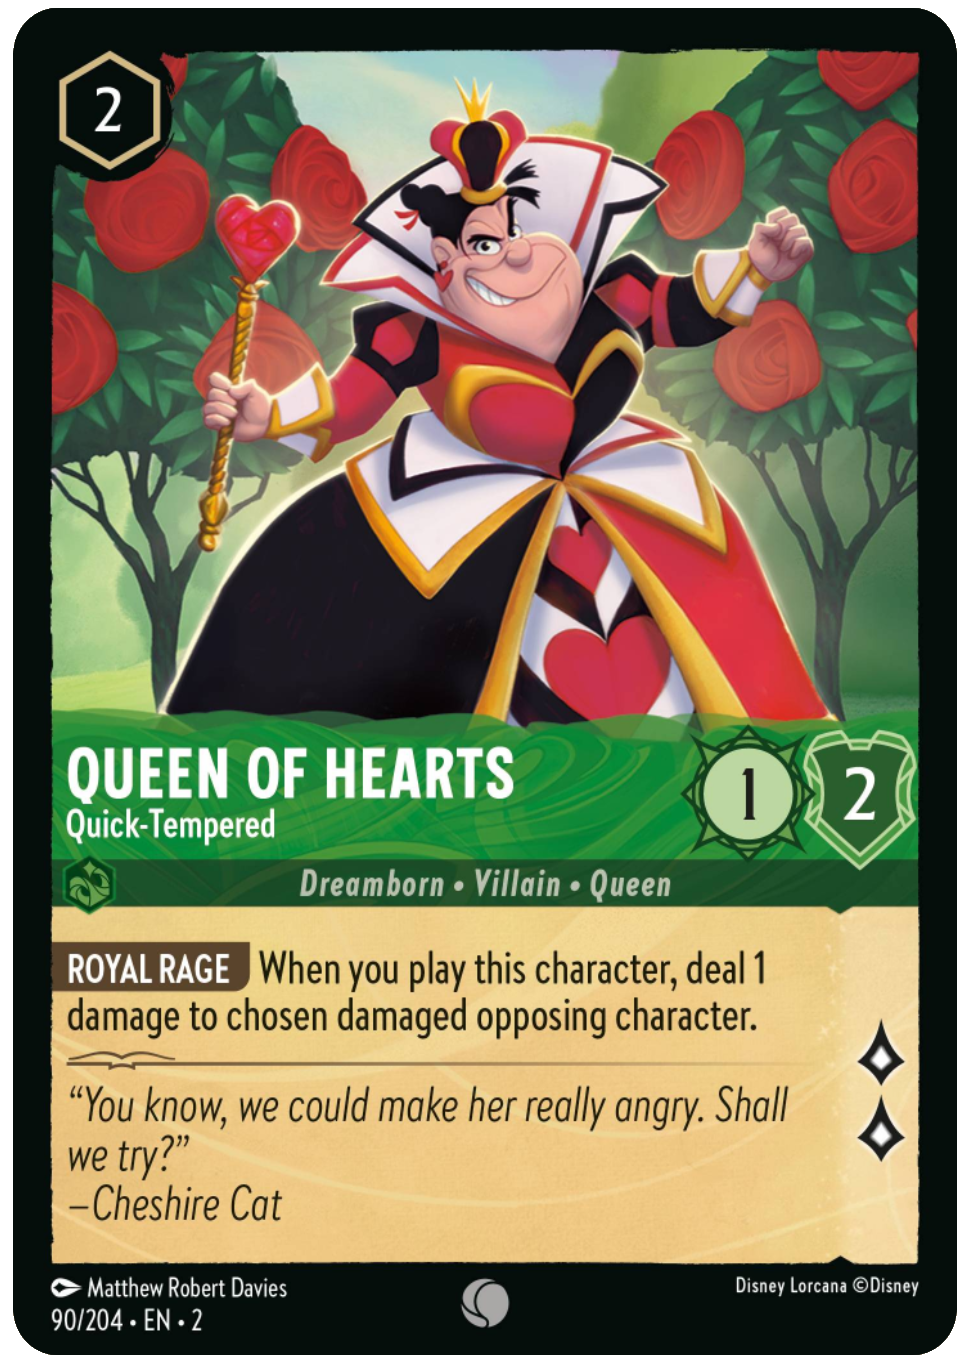 2
QUEEN OF HEARTS
Quick-Tempered
1
2
Dreamborn • Villain • Queen
ROYAL RAGE When you play this character, deal 1
damage to chosen damaged opposing character.
“You know, we could make her really angry. Shall
we try?”
–Cheshire Cat
Matthew Robert Davies
Disney Lorcana ©Disney
90/204 • EN • 2